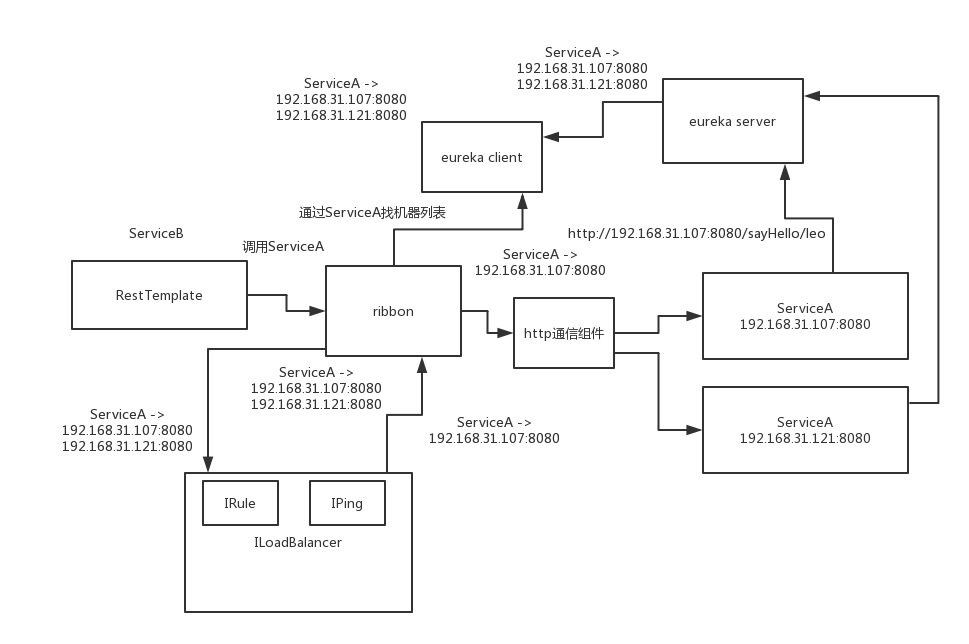 ServiceA ->
192.168.31.107:8080
192.168.31.121:8080
ServiceA ->
192.168.31.107:8080
192.168.31.121:8080
eureka server
eureka client
通过ServiceA找机器列表
ServiceB
调用ServiceA
http://192.168.31.107:8080/sayHello/leo
ServiceA ->
192.168.31.107:8080
RestTemplate
ribbon
http通信组件
ServiceA
192.168.31.107:8080
ServiceA ->
192.168.31.107:8080
192.168.31.121:8080
ServiceA ->
192.168.31.107:8080
192.168.31.121:8080
ServiceA ->
192.168.31.107:8080
ServiceA
192.168.31.121:8080
IRule
IPing
ILoadBalancer